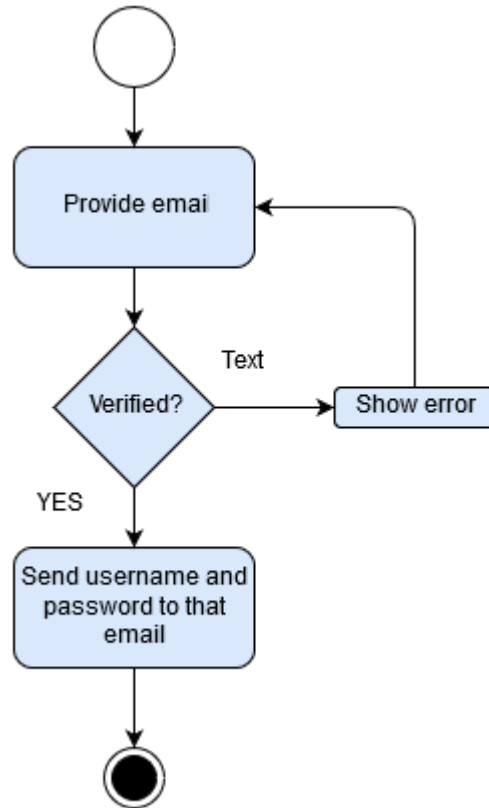 Provide emai
Text
Verified?
Show error
YES
Send username and
password to that
email